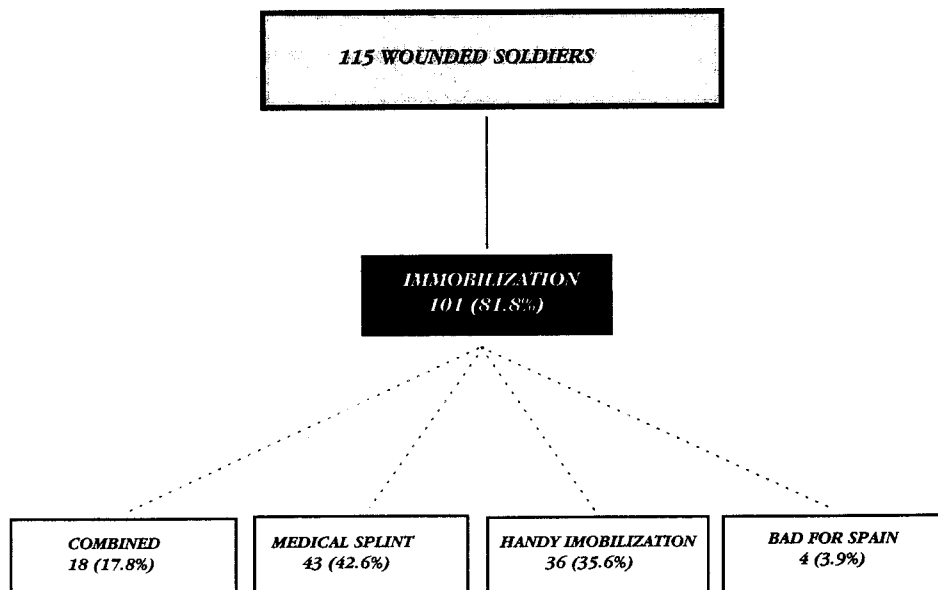 115 WOUNDED SOLDIERS
IMMOBILIZATION
101 (81.8%)
COMBINED
18 (17.8%)
MEDICAL SPLINT
43 (42.6%)
HANDY IMOBILIZATION
36 (35.6%)
BAD FOR SPAIN
4 (3.9%)